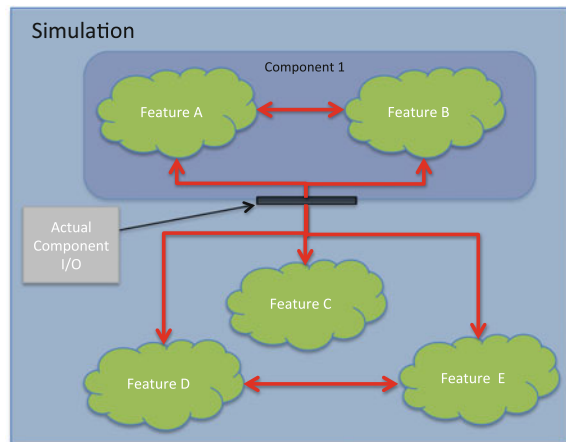 Simulation
Component 1
Feature A
Feature B
Actual
Component
I/O
Feature C
Feature D
Feature E